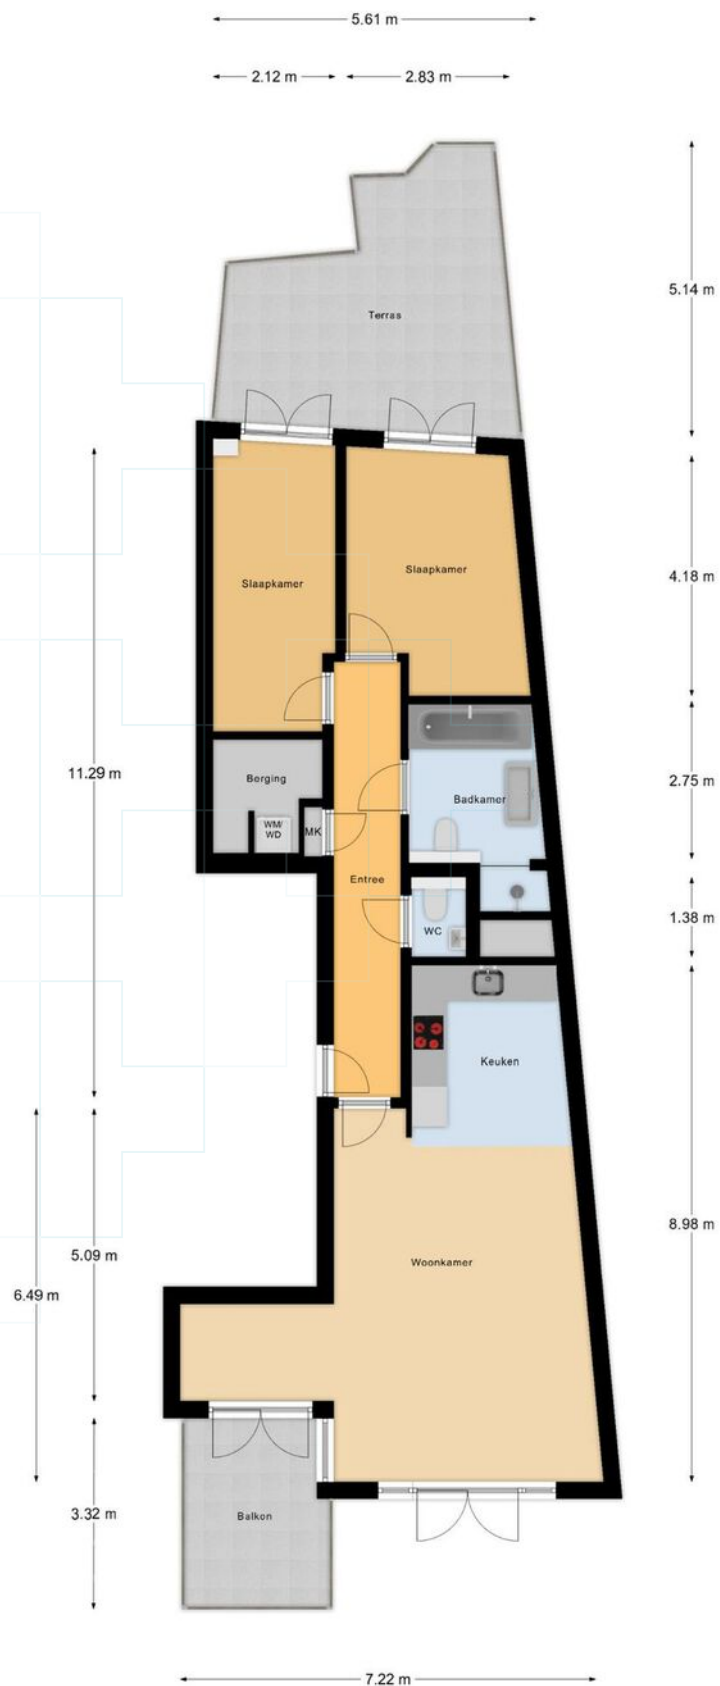 5.61 m
2.12 m
2.83 m
Terras
5.14 m
Slaapkamer
Slaapkamer
4.18 m
11.29 m
Berging
WM/
WD
MK
Badkamer
2.75 m
Entree
WC
1.38 m
Keuken
Woonkamer
8.98 m
5.09 m
6.49 m
Balkon
3.32 m
7.22 m